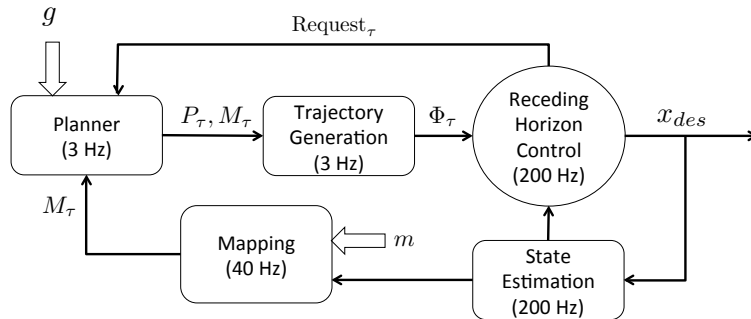 g
Request_τ
Planner
(3 Hz)
P_τ, M_τ
Trajectory
Generation
(3 Hz)
Φ_τ
Receding
Horizon
Control
(200 Hz)
x_des
M_τ
Mapping
(40 Hz)
m
State
Estimation
(200 Hz)